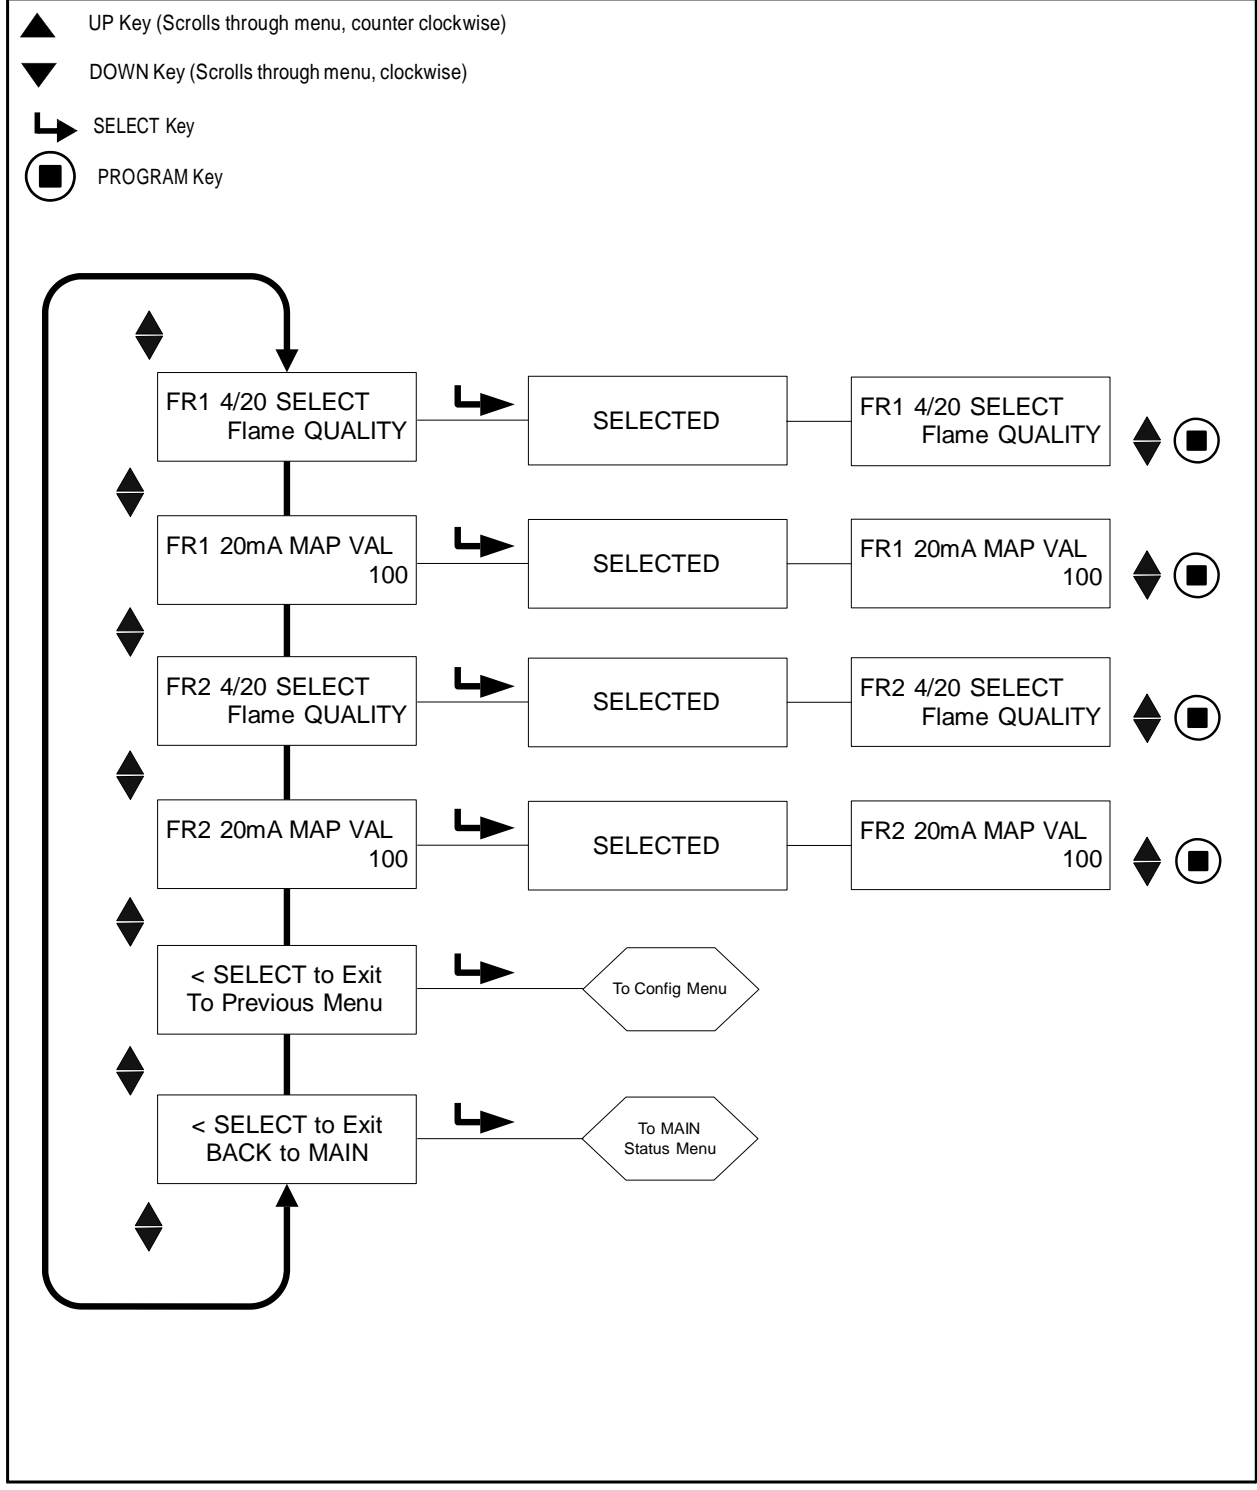 UP Key (Scrolls through menu, counter clockwise)
DOWN Key (Scrolls through menu, clockwise)
SELECT Key
PROGRAM Key
FR1 4/20 SELECT
Flame QUALITY
SELECTED
FR1 4/20 SELECT
Flame QUALITY
FR1 20mA MAP VAL
100
SELECTED
FR1 20mA MAP VAL
100
FR2 4/20 SELECT
Flame QUALITY
SELECTED
FR2 4/20 SELECT
Flame QUALITY
FR2 20mA MAP VAL
100
SELECTED
FR2 20mA MAP VAL
100
< SELECT to Exit
To Previous Menu
To Config Menu
< SELECT to Exit
BACK to MAIN
To MAIN
Status Menu